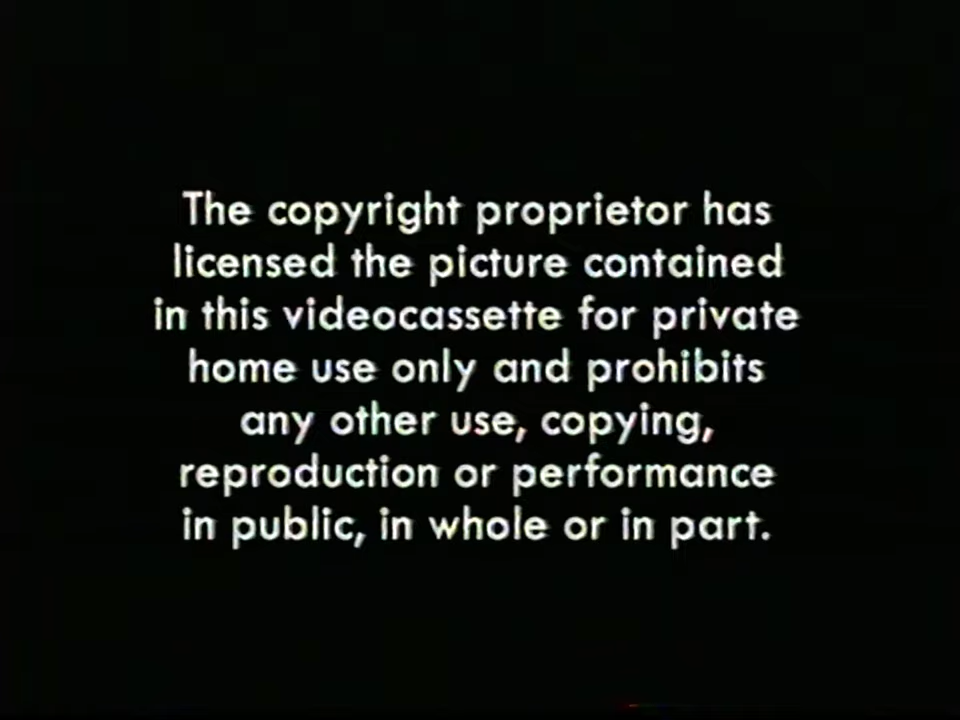 The copyright proprietor has
licensed the picture contained
in this videocassette for private
home use only and prohibits
any other use, copying,
reproduction or performance
in public, in whole or in part.